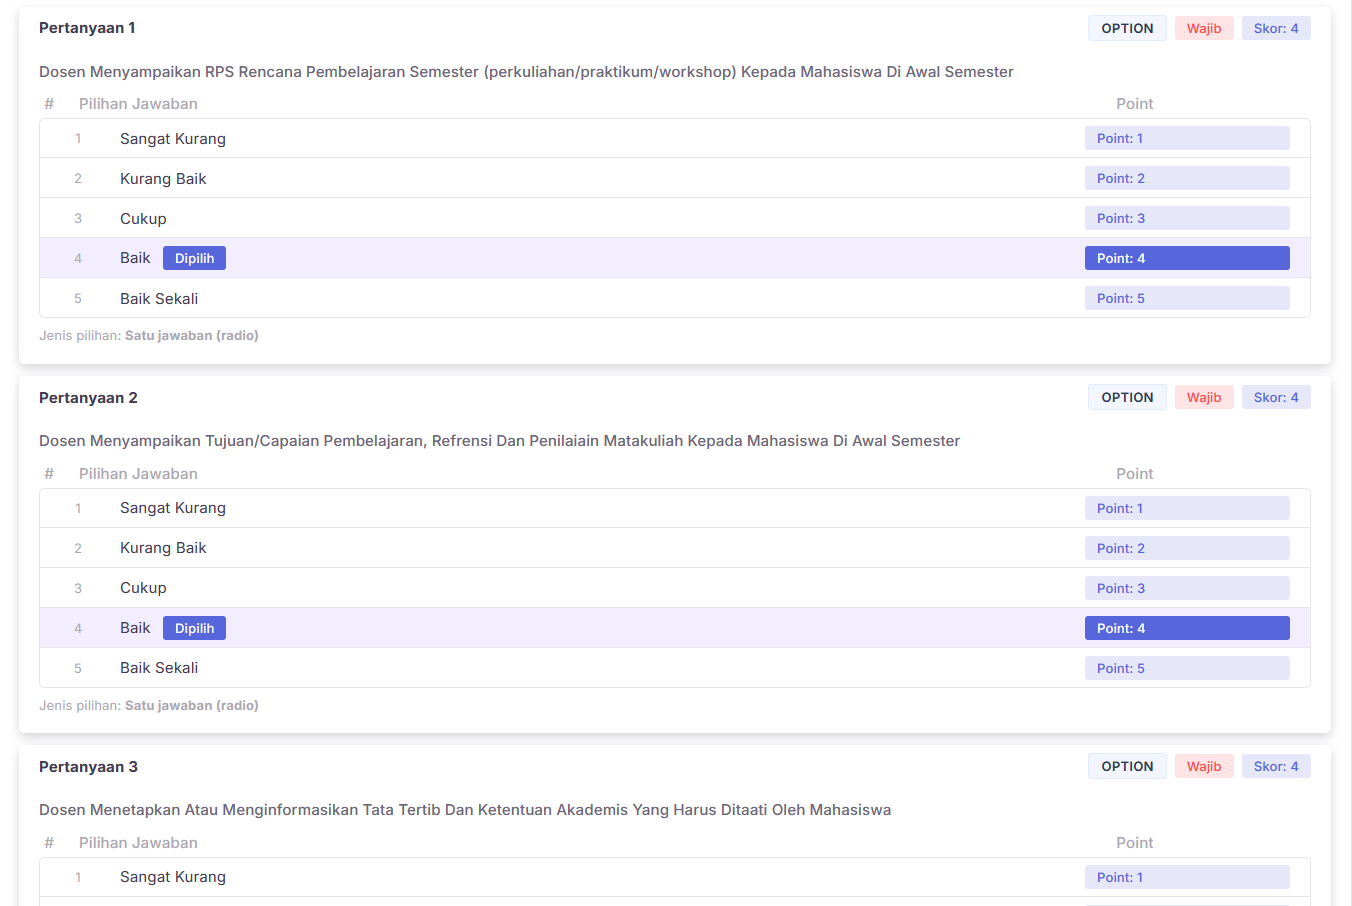 Pertanyaan 1 OPTION Wajib Skor: 4
Dosen Menyampaikan RPS Rencana Pembelajaran Semester (perkuliahan/praktikum/workshop) Kepada Mahasiswa Di Awal Semester
# Pilihan Jawaban Point
1 Sangat Kurang Point: 1
2 Kurang Baik Point: 2
3 Cukup Point: 3
4 Baik Dipilih Point: 4
5 Baik Sekali Point: 5
Jenis pilihan: Satu jawaban (radio)
Pertanyaan 2 OPTION Wajib Skor: 4
Dosen Menyampaikan Tujuan/Capaian Pembelajaran, Refrensi Dan Penilaiain Matakuliah Kepada Mahasiswa Di Awal Semester
# Pilihan Jawaban Point
1 Sangat Kurang Point: 1
2 Kurang Baik Point: 2
3 Cukup Point: 3
4 Baik Dipilih Point: 4
5 Baik Sekali Point: 5
Jenis pilihan: Satu jawaban (radio)
Pertanyaan 3 OPTION Wajib Skor: 4
Dosen Menetapkan Atau Menginformasikan Tata Tertib Dan Ketentuan Akademis Yang Harus Ditaati Oleh Mahasiswa
# Pilihan Jawaban Point
1 Sangat Kurang Point: 1